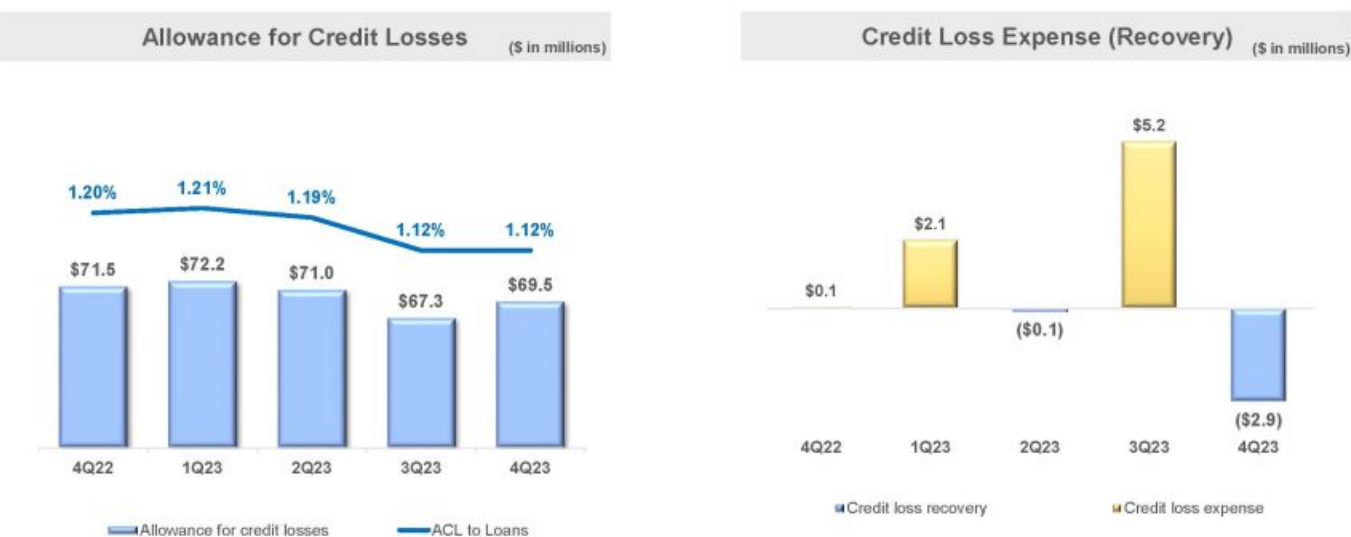 Allowance for Credit Losses ($ in millions)
1.20% 1.21% 1.19% 1.12% 1.12%
$71.5 $72.2 $71.0 $67.3 $69.5
4Q22 1Q23 2Q23 3Q23 4Q23
Allowance for credit losses ACL to Loans
Credit Loss Expense (Recovery) ($ in millions)
$0.1 $2.1 ($0.1) $5.2 ($2.9)
4Q22 1Q23 2Q23 3Q23 4Q23
Credit loss recovery Credit loss expense